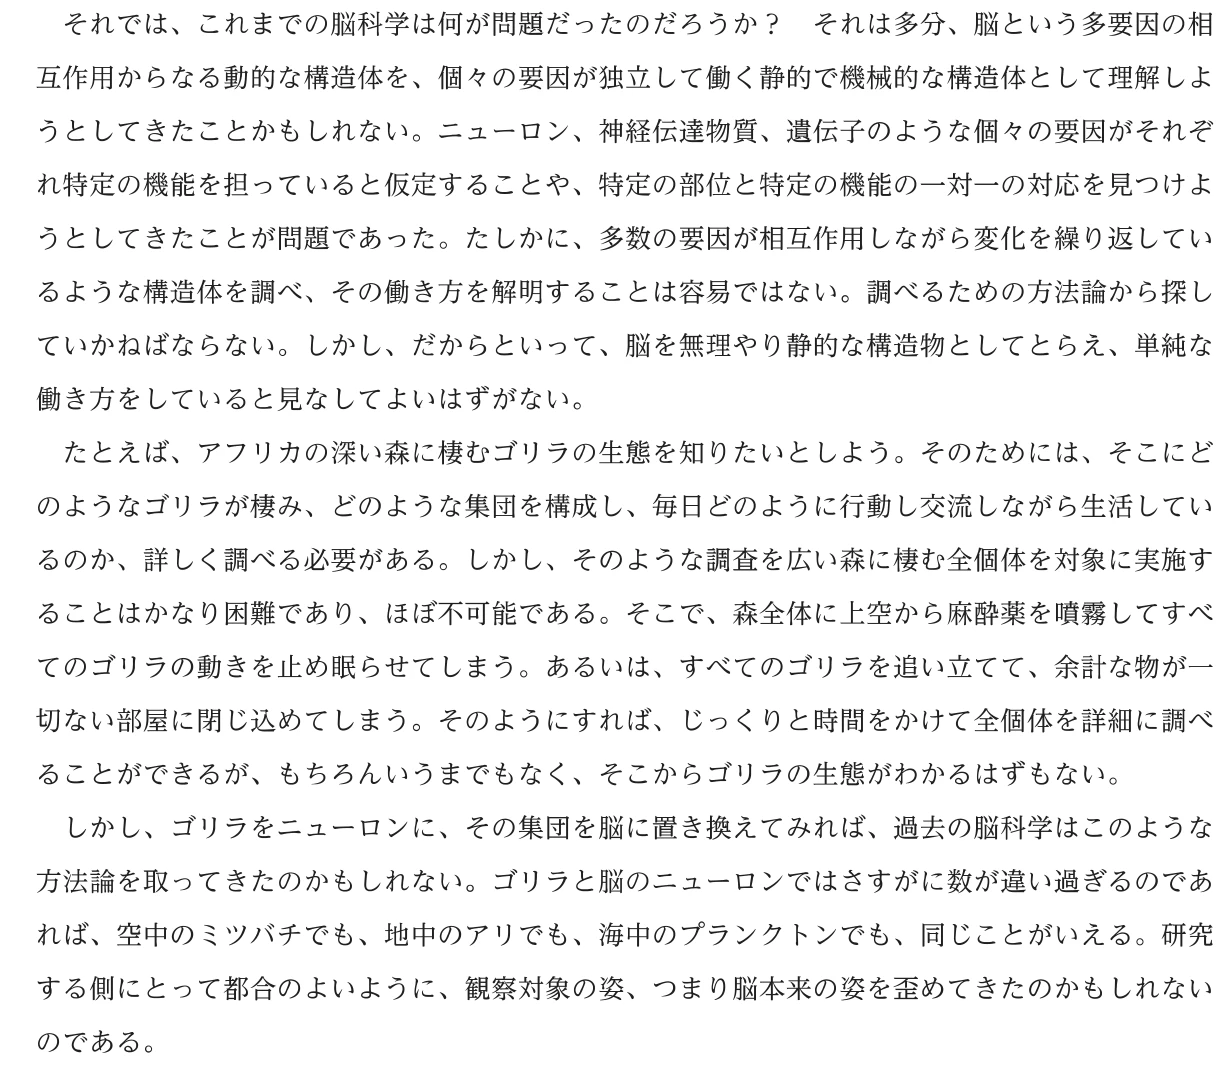 それでは、これまでの脳科学は何が問題だったのだろうか？　それは多分、脳という多要因の相
互作用からなる動的な構造体を、個々の要因が独立して働く静的で機械的な構造体として理解しよ
うとしてきたことかもしれない。ニューロン、神経伝達物質、遺伝子のような個々の要因がそれぞ
れ特定の機能を担っていると仮定することや、特定の部位と特定の機能の一対一の対応を見つけよ
うとしてきたことが問題であった。たしかに、多数の要因が相互作用しながら変化を繰り返してい
るような構造体を調べ、その働き方を解明することは容易ではない。調べるための方法論から探し
ていかねばならない。しかし、だからといって、脳を無理やり静的な構造物としてとらえ、単純な
働き方をしていると見なしてよいはずがない。
たとえば、アフリカの深い森に棲むゴリラの生態を知りたいとしよう。そのためには、そこにど
のようなゴリラが棲み、どのような集団を構成し、毎日どのように行動し交流しながら生活してい
るのか、詳しく調べる必要がある。しかし、そのような調査を広い森に棲む全個体を対象に実施す
ることはかなり困難であり、ほぼ不可能である。そこで、森全体に上空から麻酔薬を噴霧してすべ
てのゴリラの動きを止め眠らせてしまう。あるいは、すべてのゴリラを追い立てて、余計な物が一
切ない部屋に閉じ込めてしまう。そのようにすれば、じっくりと時間をかけて全個体を詳細に調べ
ることができるが、もちろんいうまでもなく、そこからゴリラの生態がわかるはずもない。
しかし、ゴリラをニューロンに、その集団を脳に置き換えてみれば、過去の脳科学はこのような
方法論を取ってきたのかもしれない。ゴリラと脳のニューロンではさすがに数が違い過ぎるのであ
れば、空中のミツバチでも、地中のアリでも、海中のプランクトンでも、同じことがいえる。研究
する側にとって都合のよいように、観察対象の姿、つまり脳本来の姿を歪めてきたのかもしれない
のである。